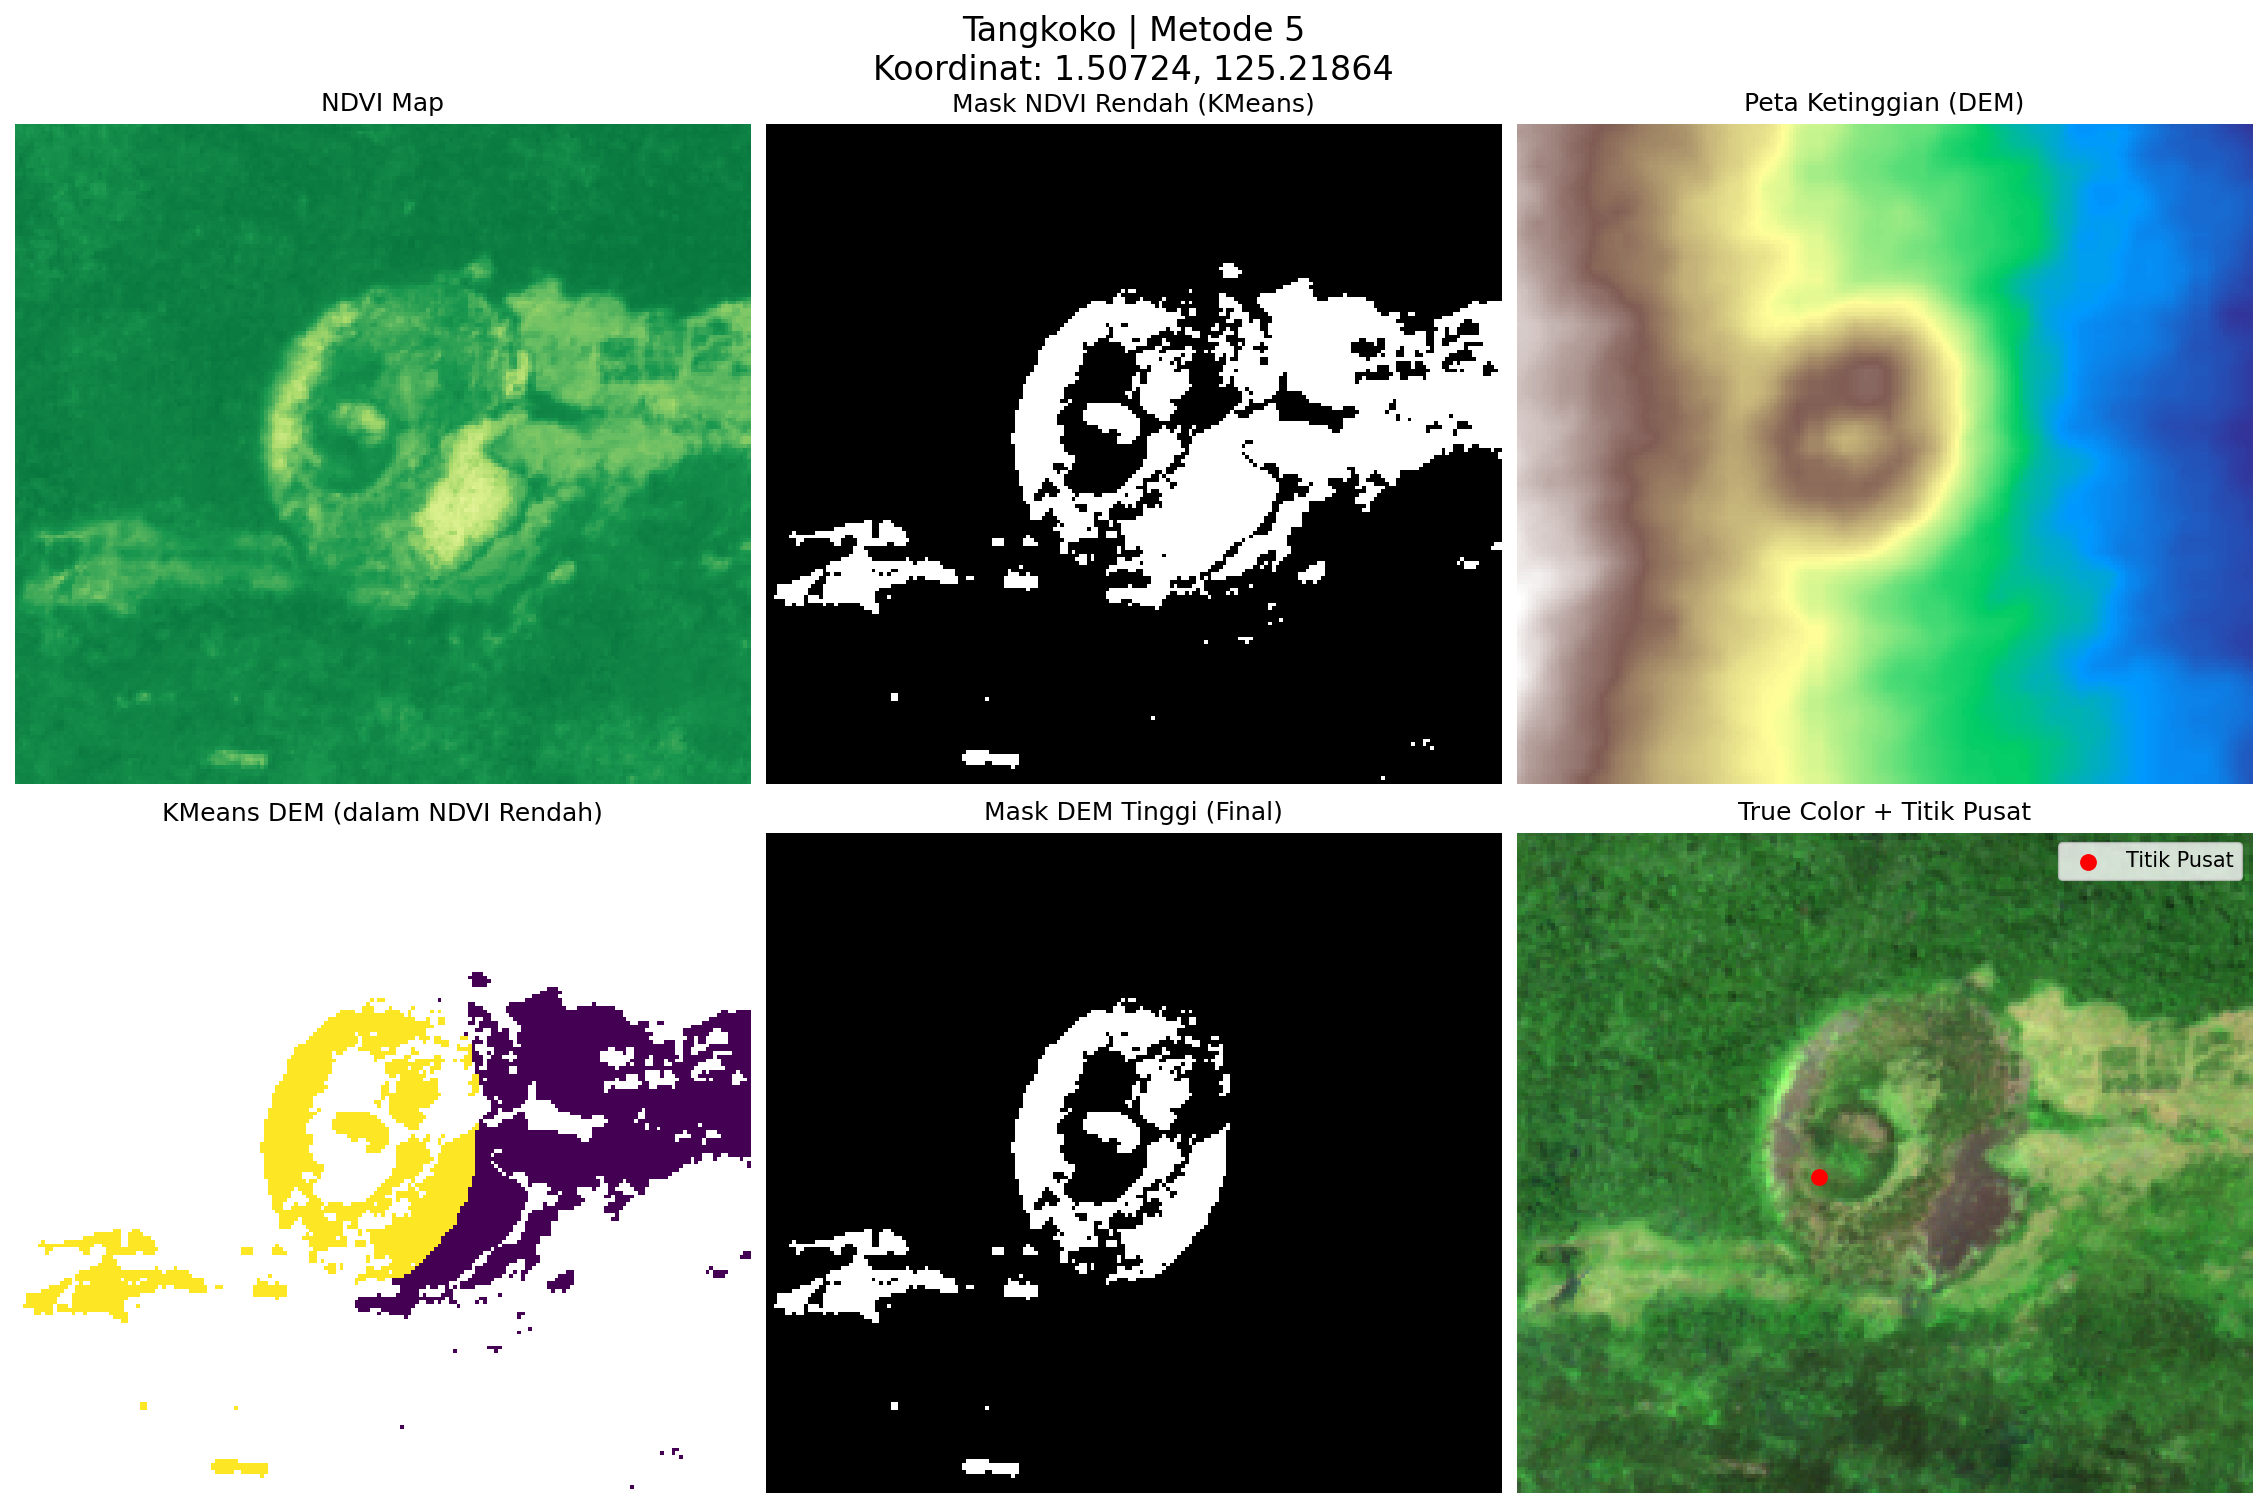 Tangkoko | Metode 5
Koordinat: 1.50724, 125.21864
NDVI Map
Mask NDVI Rendah (KMeans)
Peta Ketinggian (DEM)
KMeans DEM (dalam NDVI Rendah)
Mask DEM Tinggi (Final)
True Color + Titik Pusat
Titik Pusat